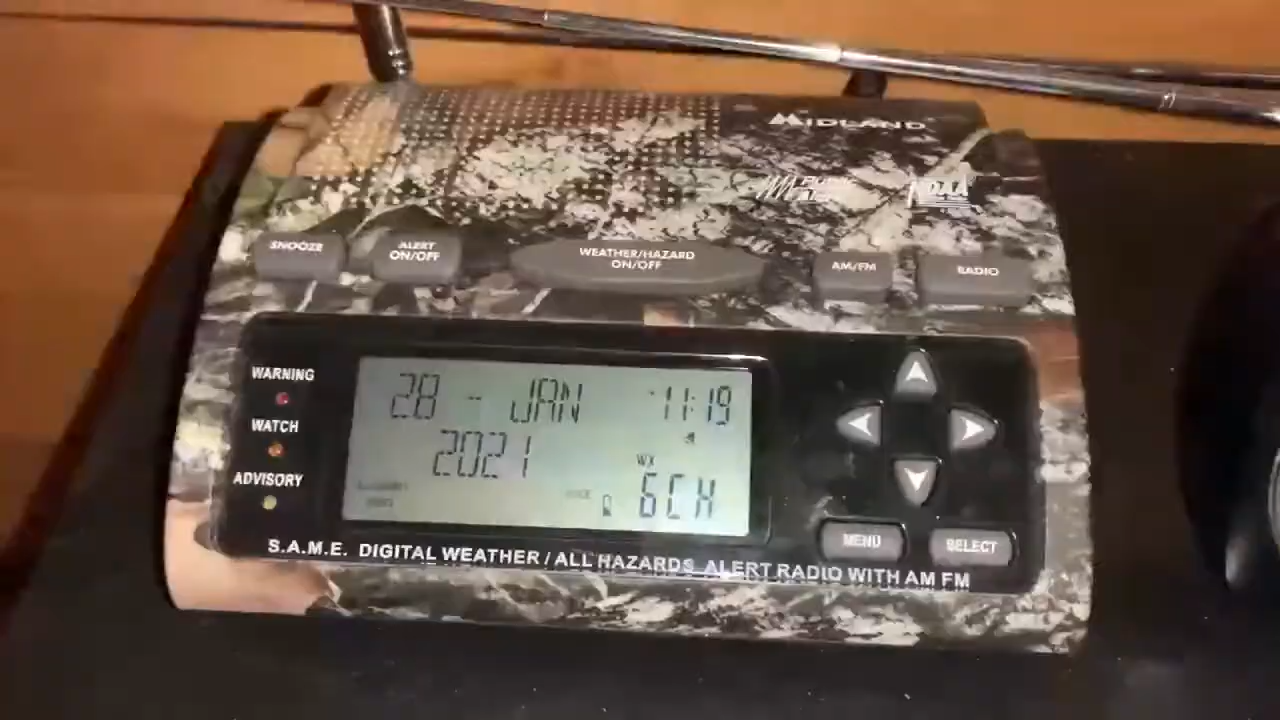 MIDLAND
PUBLIC
NOAA
SNOOZE
ALERT
ON/OFF
WEATHER/HAZARD
ON/OFF
AM/FM
RADIO
WARNING
WATCH
ADVISORY
28 - JAN 11:19
2021
WX
6CH
MENU
SELECT
S.A.M.E. DIGITAL WEATHER / ALL HAZARDS ALERT RADIO WITH AM FM